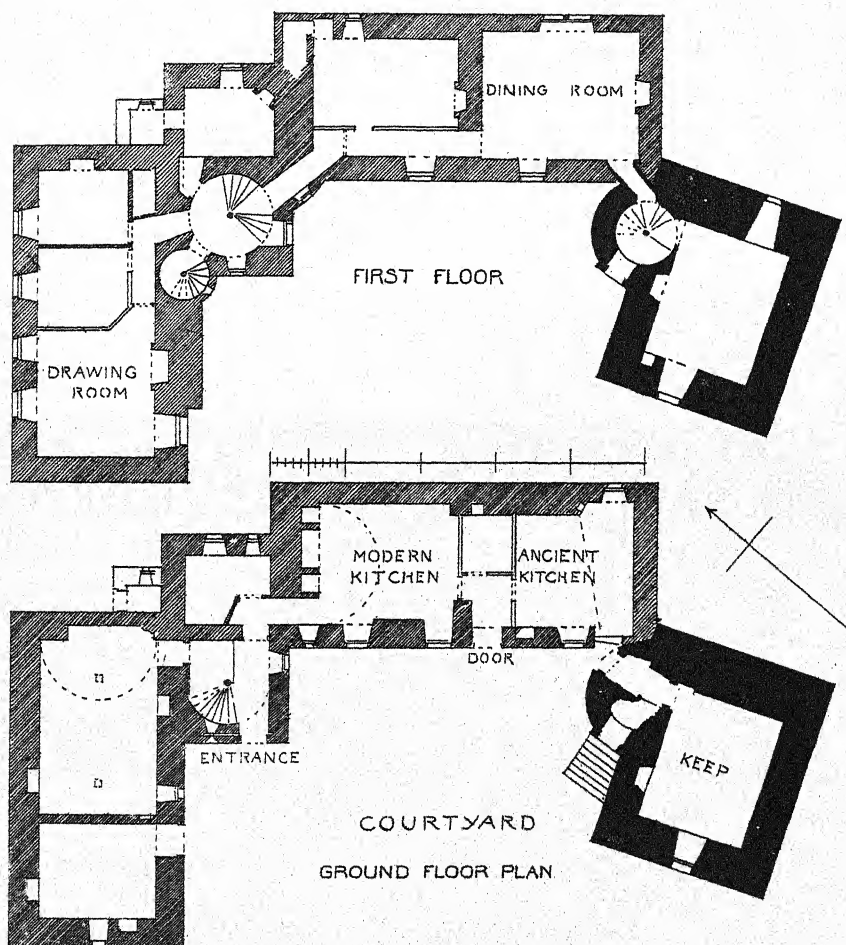 DINING ROOM
FIRST FLOOR
DRAWING
ROOM
MODERN
KITCHEN
ANCIENT
KITCHEN
DOOR
ENTRANCE
KEEP
COURTYARD
GROUND FLOOR PLAN